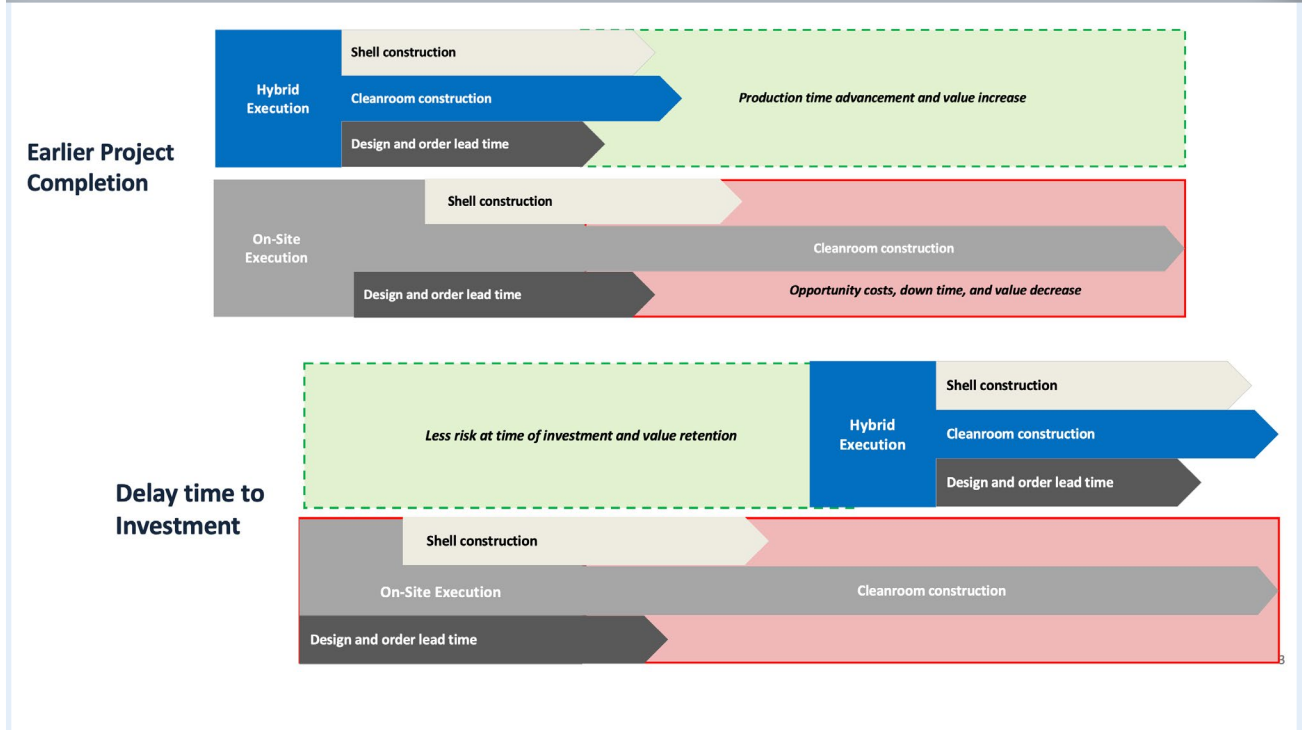 Shell construction
Hybrid
Execution
Cleanroom construction
Production time advancement and value increase
Design and order lead time
Earlier Project
Completion
Shell construction
On-Site
Execution
Cleanroom construction
Design and order lead time
Opportunity costs, down time, and value decrease
Shell construction
Less risk at time of investment and value retention
Hybrid
Execution
Cleanroom construction
Design and order lead time
Delay time to
Investment
Shell construction
On-Site Execution
Cleanroom construction
Design and order lead time
3